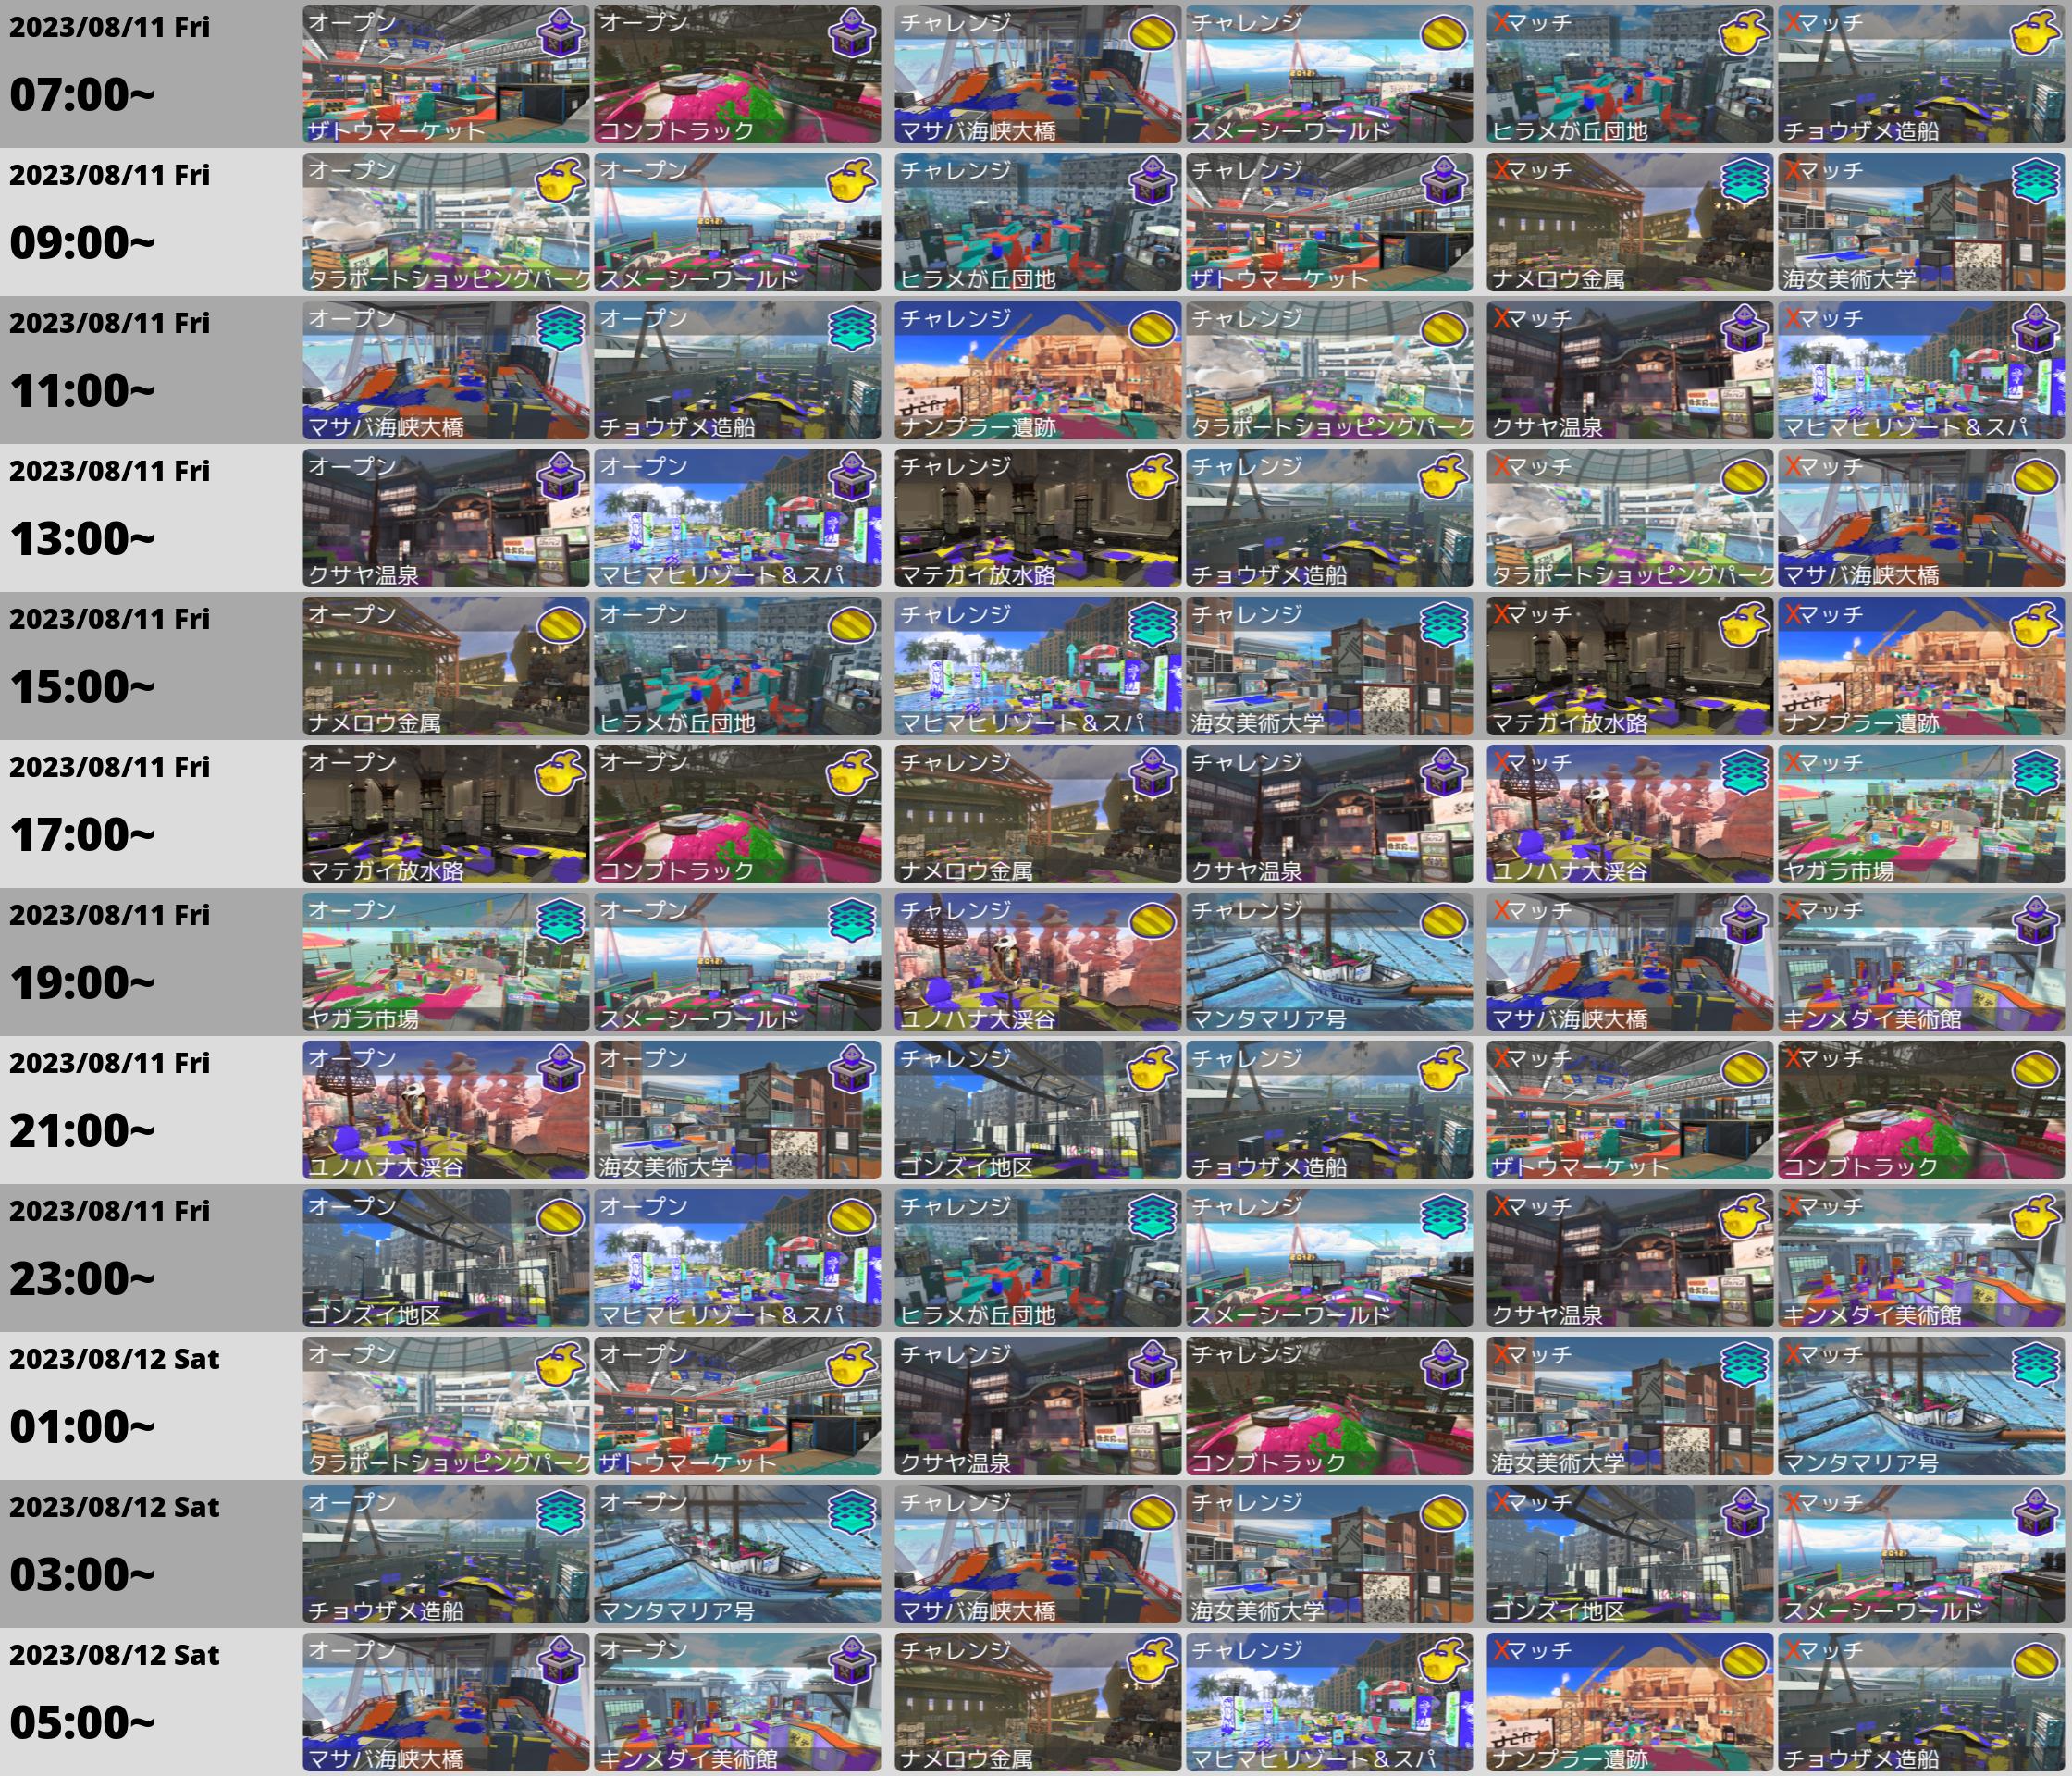 2023/08/11 Fri
07:00~
オープン オープン チャレンジ チャレンジ Xマッチ Xマッチ
ザトウマーケット コンブトラック マサバ海峡大橋 スメーシーワールド ヒラメが丘団地 チョウザメ造船
2023/08/11 Fri
09:00~
オープン オープン チャレンジ チャレンジ Xマッチ Xマッチ
タラポートショッピングパーク スメーシーワールド ヒラメが丘団地 ザトウマーケット ナメロウ金属 海女美術大学
2023/08/11 Fri
11:00~
オープン オープン チャレンジ チャレンジ Xマッチ Xマッチ
マサバ海峡大橋 チョウザメ造船 ナンプラー遺跡 タラポートショッピングパーク クサヤ温泉 マヒマヒリゾート&スパ
2023/08/11 Fri
13:00~
オープン オープン チャレンジ チャレンジ Xマッチ Xマッチ
クサヤ温泉 マヒマヒリゾート&スパ マテガイ放水路 チョウザメ造船 タラポートショッピングパーク マサバ海峡大橋
2023/08/11 Fri
15:00~
オープン オープン チャレンジ チャレンジ Xマッチ Xマッチ
ナメロウ金属 ヒラメが丘団地 マヒマヒリゾート&スパ 海女美術大学 マテガイ放水路 ナンプラー遺跡
2023/08/11 Fri
17:00~
オープン オープン チャレンジ チャレンジ Xマッチ Xマッチ
マテガイ放水路 コンブトラック ナメロウ金属 クサヤ温泉 ユノハナ大渓谷 ヤガラ市場
2023/08/11 Fri
19:00~
オープン オープン チャレンジ チャレンジ Xマッチ Xマッチ
ヤガラ市場 スメーシーワールド ユノハナ大渓谷 マンタマリア号 マサバ海峡大橋 キンメダイ美術館
2023/08/11 Fri
21:00~
オープン オープン チャレンジ チャレンジ Xマッチ Xマッチ
ユノハナ大渓谷 海女美術大学 ゴンズイ地区 チョウザメ造船 ザトウマーケット コンブトラック
2023/08/11 Fri
23:00~
オープン オープン チャレンジ チャレンジ Xマッチ Xマッチ
ゴンズイ地区 マヒマヒリゾート&スパ ヒラメが丘団地 スメーシーワールド クサヤ温泉 キンメダイ美術館
2023/08/12 Sat
01:00~
オープン オープン チャレンジ チャレンジ Xマッチ Xマッチ
タラポートショッピングパーク ザトウマーケット クサヤ温泉 コンブトラック 海女美術大学 マンタマリア号
2023/08/12 Sat
03:00~
オープン オープン チャレンジ チャレンジ Xマッチ Xマッチ
チョウザメ造船 マンタマリア号 マサバ海峡大橋 海女美術大学 ゴンズイ地区 スメーシーワールド
2023/08/12 Sat
05:00~
オープン オープン チャレンジ チャレンジ Xマッチ Xマッチ
マサバ海峡大橋 キンメダイ美術館 ナメロウ金属 マヒマヒリゾート&スパ ナンプラー遺跡 チョウザメ造船